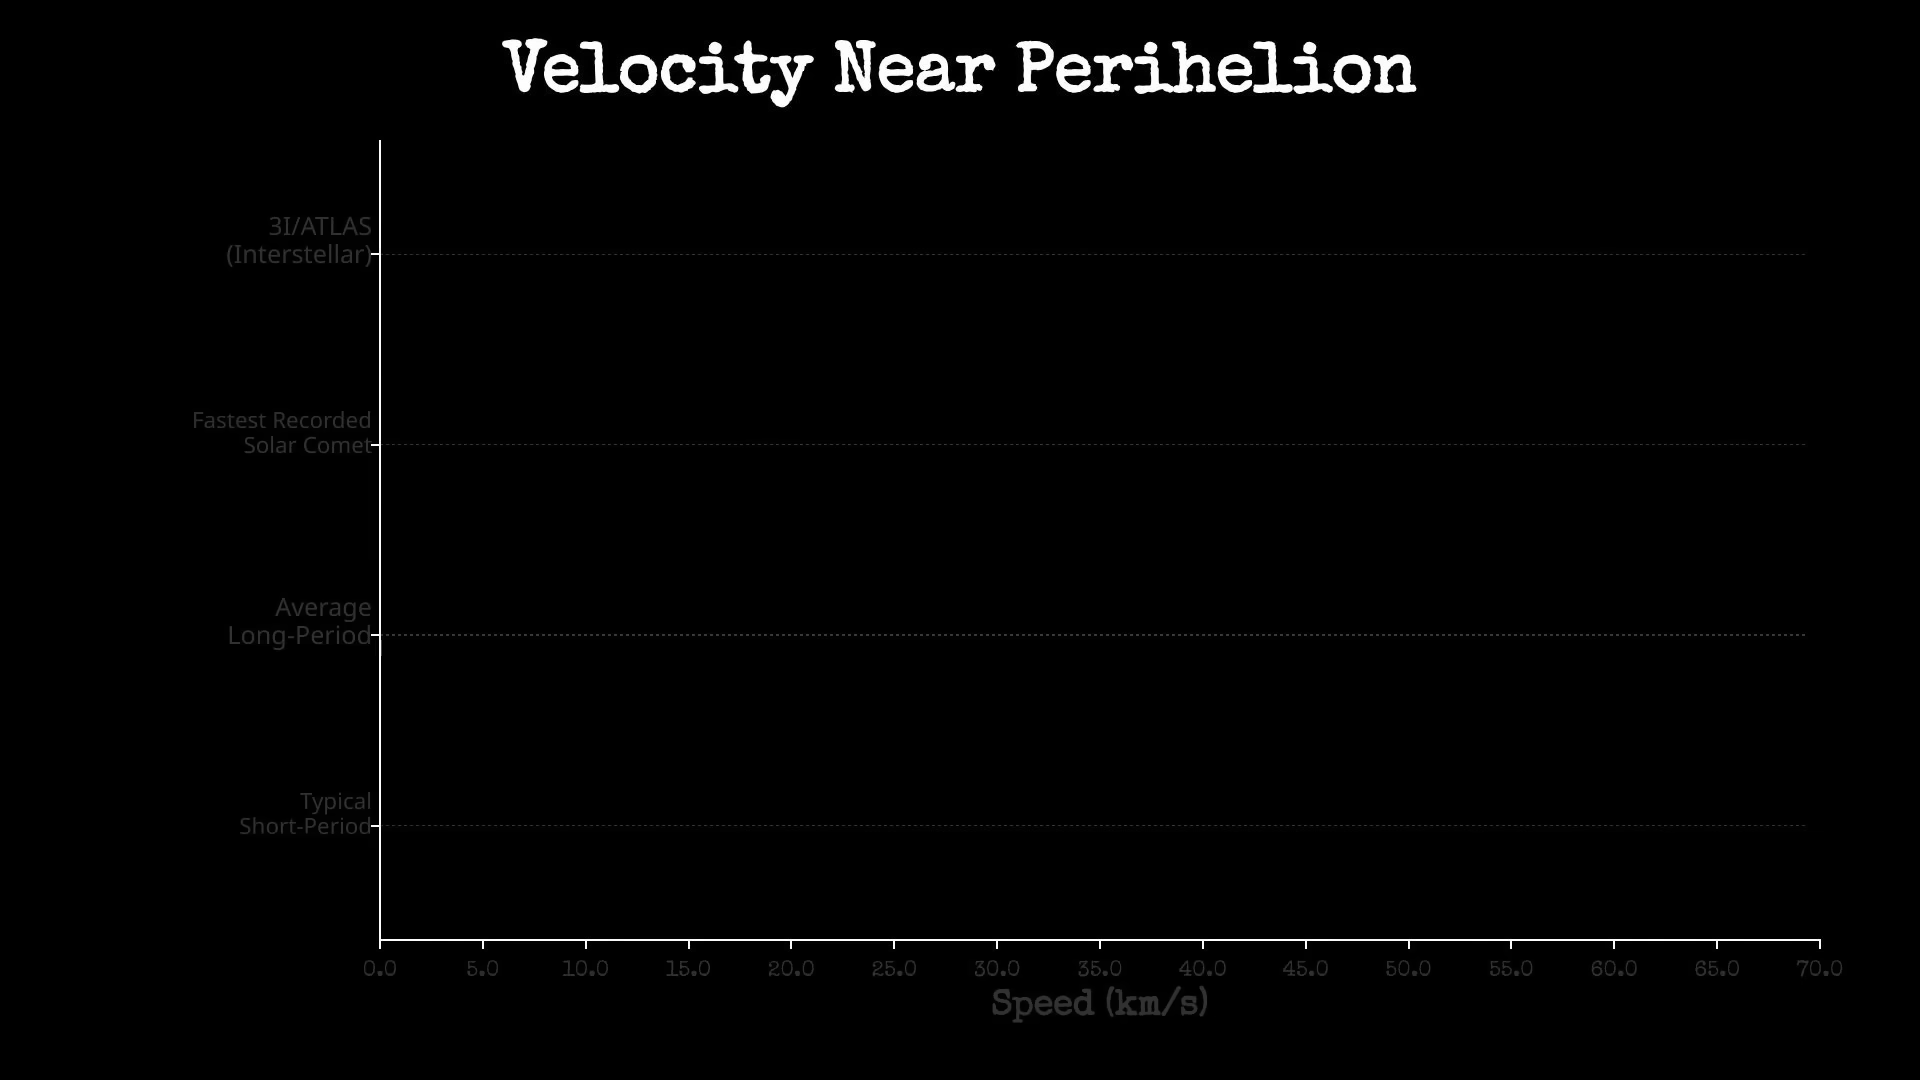 Velocity Near Perihelion
3I/ATLAS
(Interstellar)
Fastest Recorded
Solar Comet
Average
Long-Period
Typical
Short-Period
0.0 5.0 10.0 15.0 20.0 25.0 30.0 35.0 40.0 45.0 50.0 55.0 60.0 65.0 70.0
Speed (km/s)